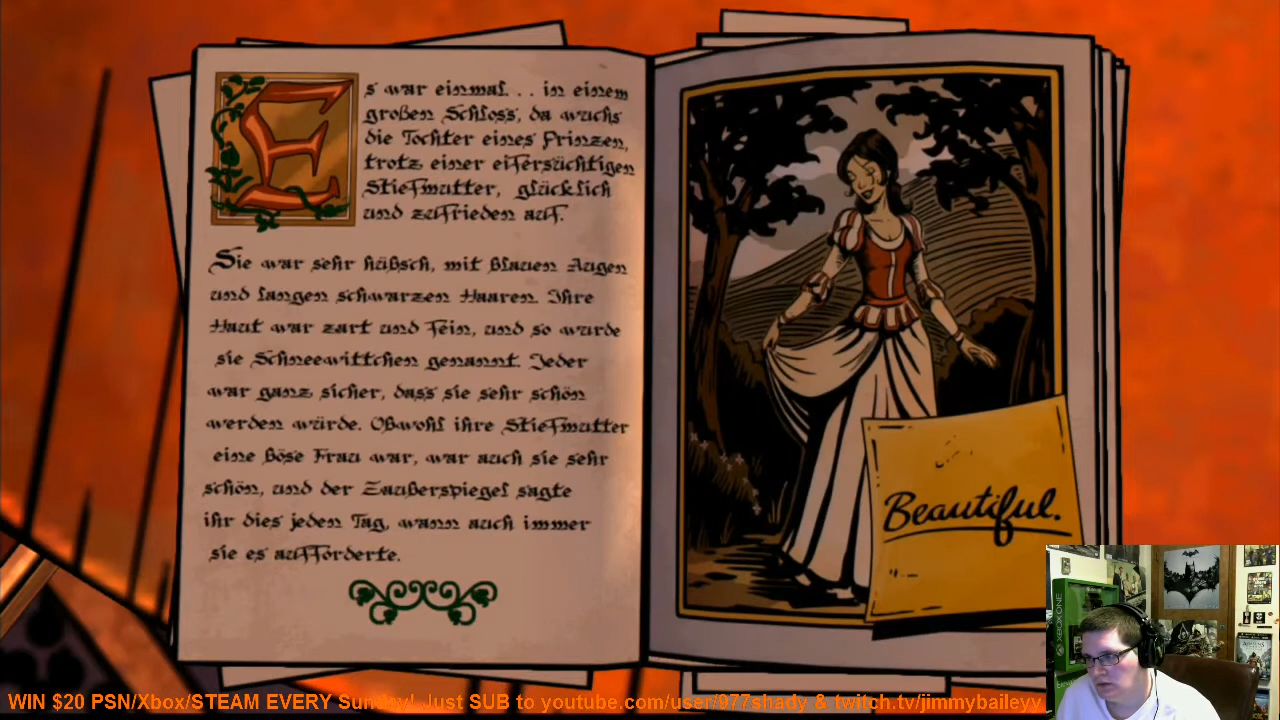 Es war einmal. . . in einem
großen Schloss, da wuchs
die Tochter eines Prinzen,
trotz einer eifersüchtigen
Stiefmutter, glücklich
und zufrieden auf.
Sie war sehr hübsch, mit blauen Augen
und langen schwarzen Haaren. Ihre
Haut war zart und fein, und so wurde
sie Schneewittchen genannt. Jeder
war ganz sicher, dass sie sehr schön
werden würde. Obwohl ihre Stiefmutter
eine böse Frau war, war auch sie sehr
schön, und der Zauberspiegel sagte
ihr dies jeden Tag, wann auch immer
sie es aufforderte.
Beautiful.
XBOX ONE
WIN $20 PSN/Xbox/STEAM EVERY Sunday! Just SUB to youtube.com/user/977shady & twitch.tv/jimmybaileyy